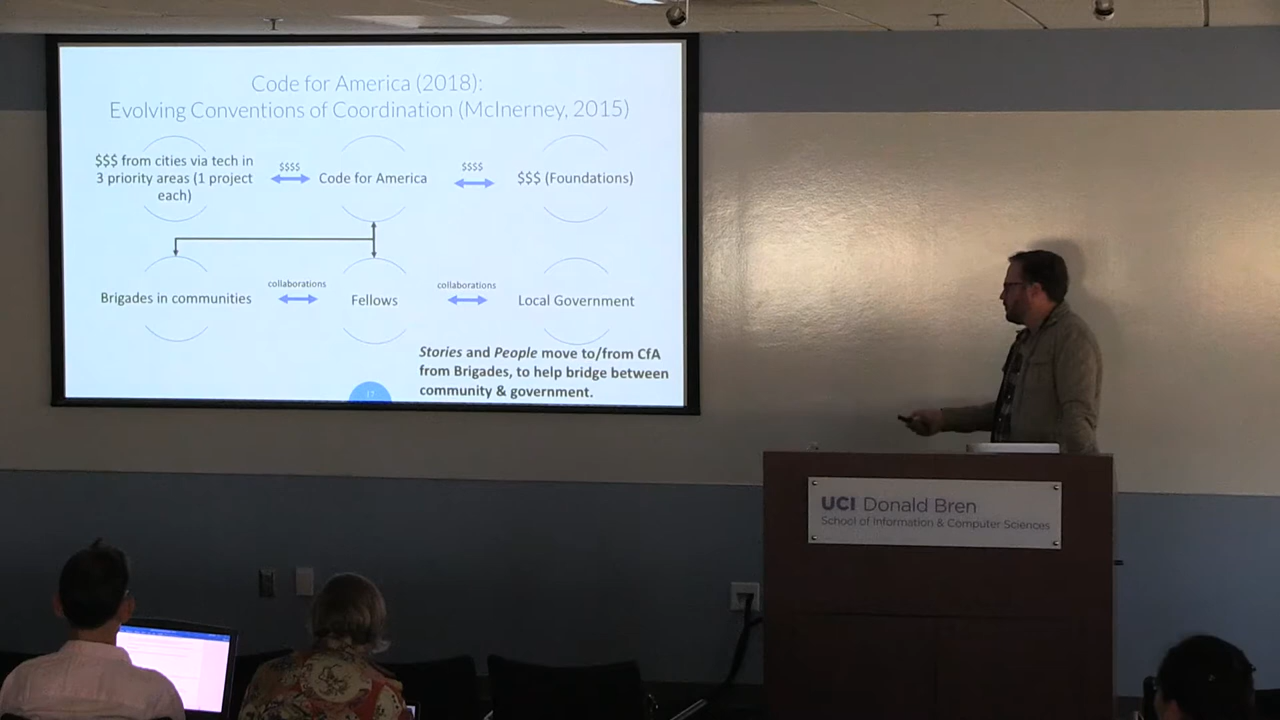 Code for America (2018):
Evolving Conventions of Coordination (McInerney, 2015)
$$$ from cities via tech in
3 priority areas (1 project
each)
$$$$
Code for America
$$$$
$$$ (Foundations)
Brigades in communities
collaborations
Fellows
collaborations
Local Government
Stories and People move to/from CfA
from Brigades, to help bridge between
community & government.
17
UCI Donald Bren
School of Information & Computer Sciences